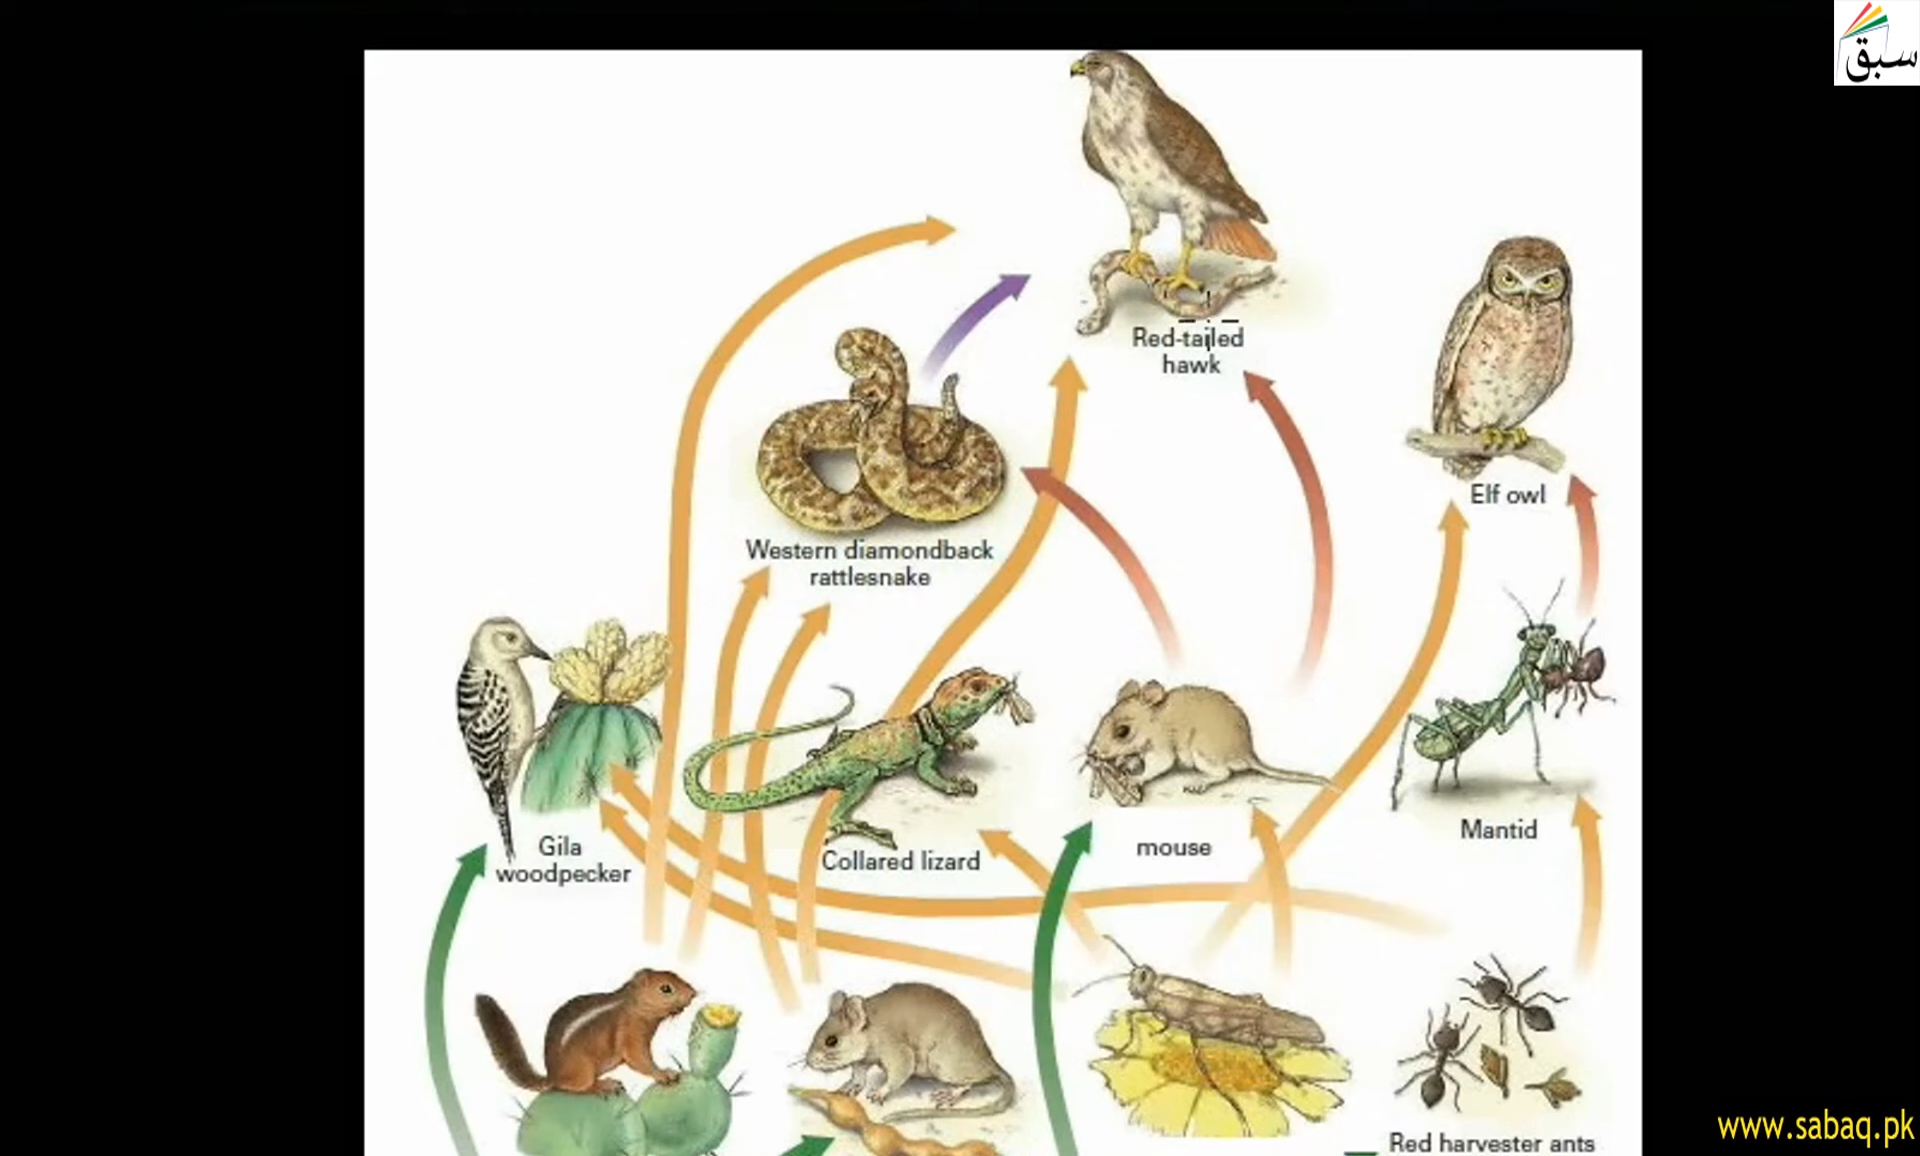 سبق
Red-tailed
hawk
Elf owl
Western diamondback
rattlesnake
Gila
woodpecker
Collared lizard
mouse
Mantid
Red harvester ants
www.sabaq.pk